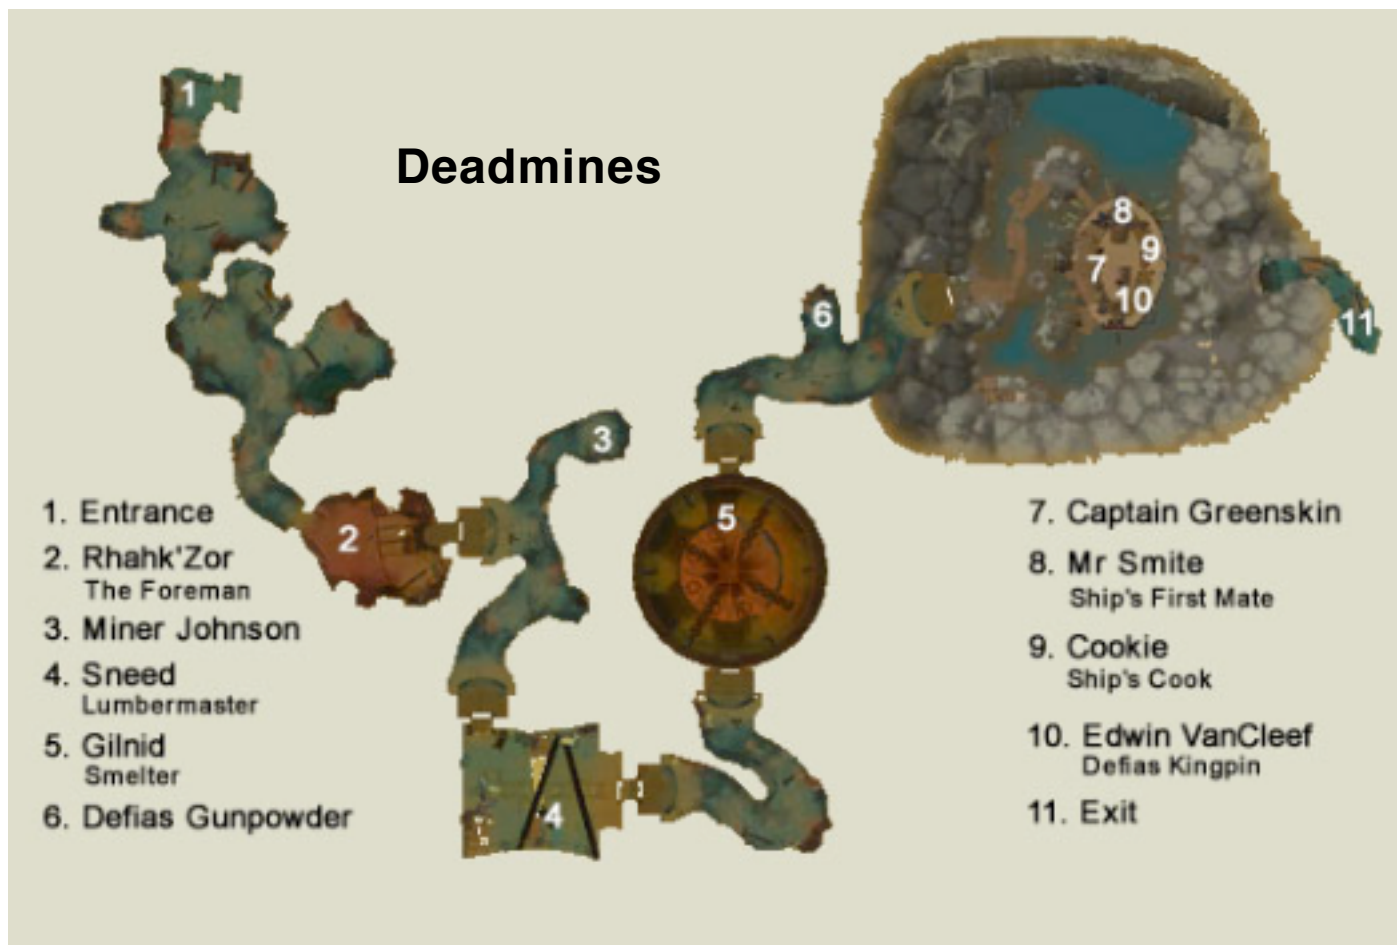 Deadmines
1
2
3
4
5
6
7
8
9
10
11
1. Entrance
2. Rhahk'Zor
The Foreman
3. Miner Johnson
4. Sneed
Lumbermaster
5. Gilnid
Smelter
6. Defias Gunpowder
7. Captain Greenskin
8. Mr Smite
Ship's First Mate
9. Cookie
Ship's Cook
10. Edwin VanCleef
Defias Kingpin
11. Exit